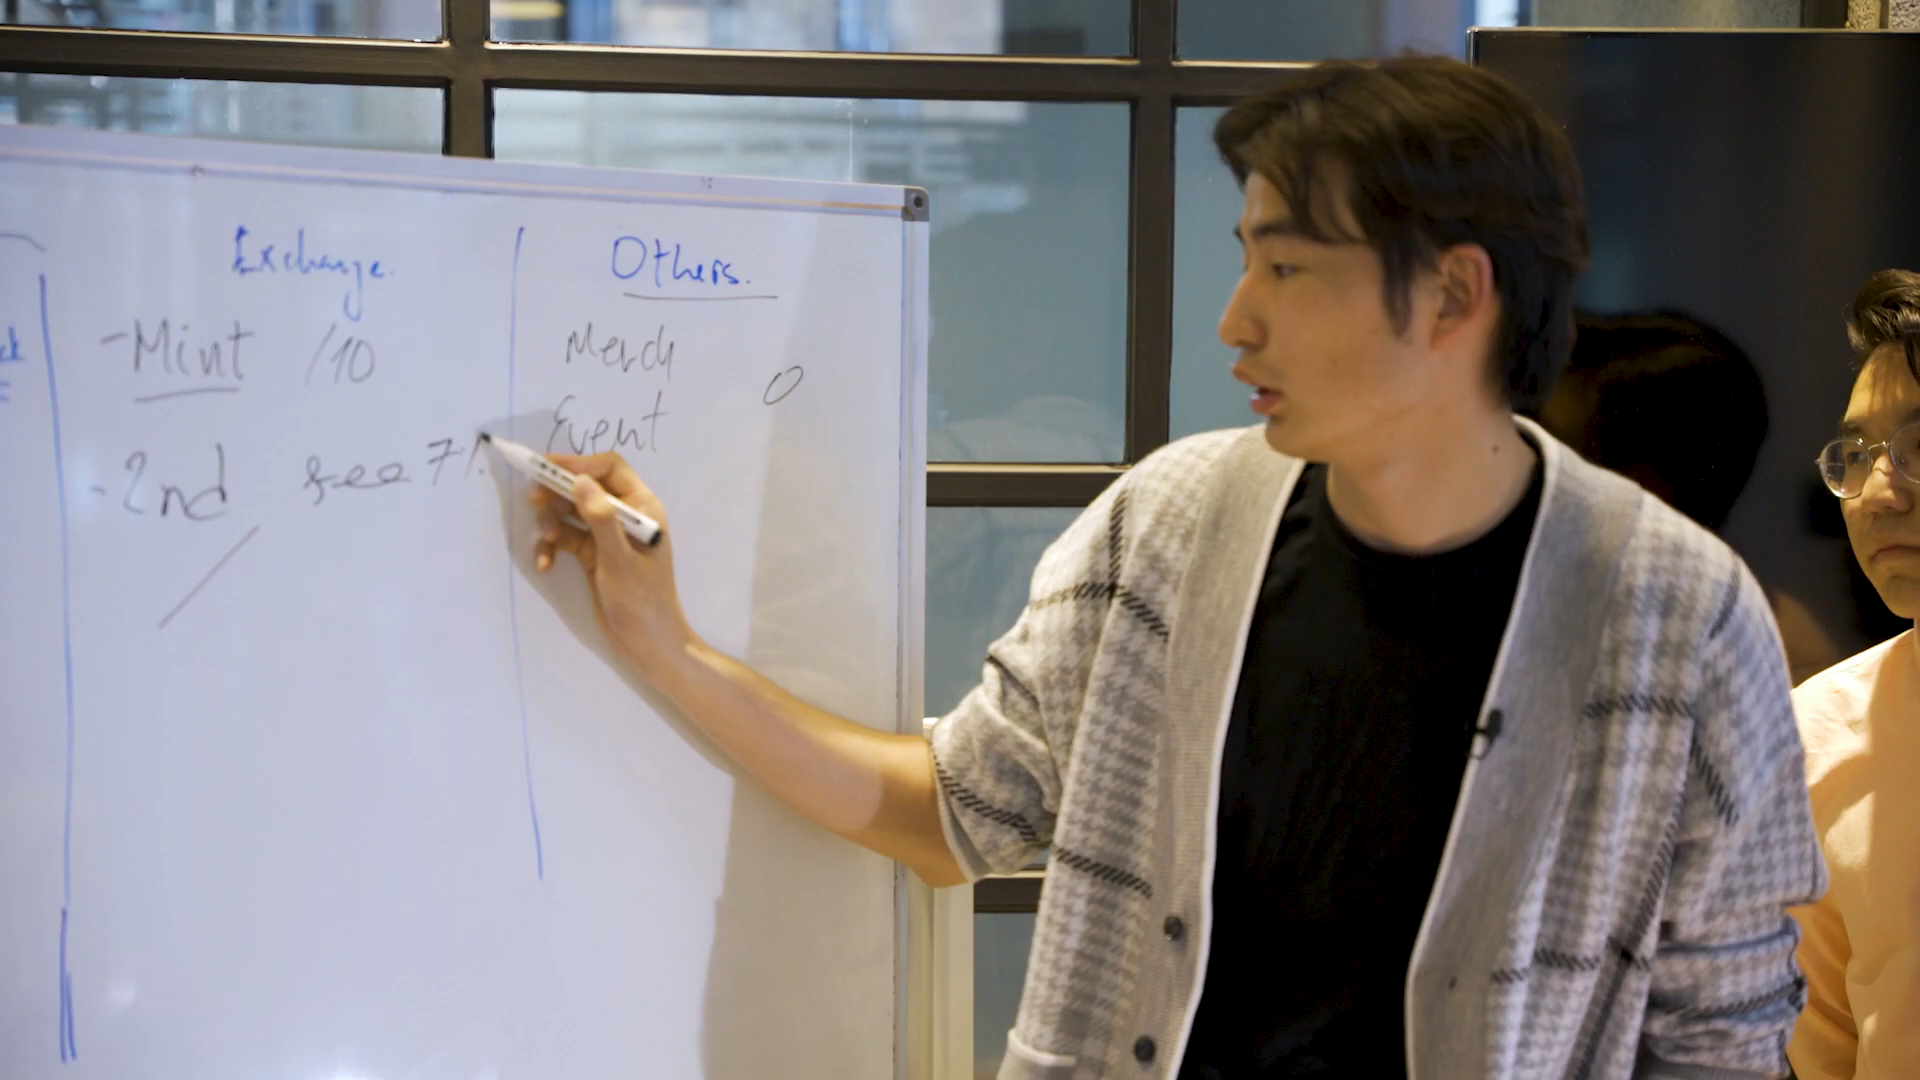 Exchange.
- Mint /10
- 2nd fee 7%
Others.
Merch
0
Event